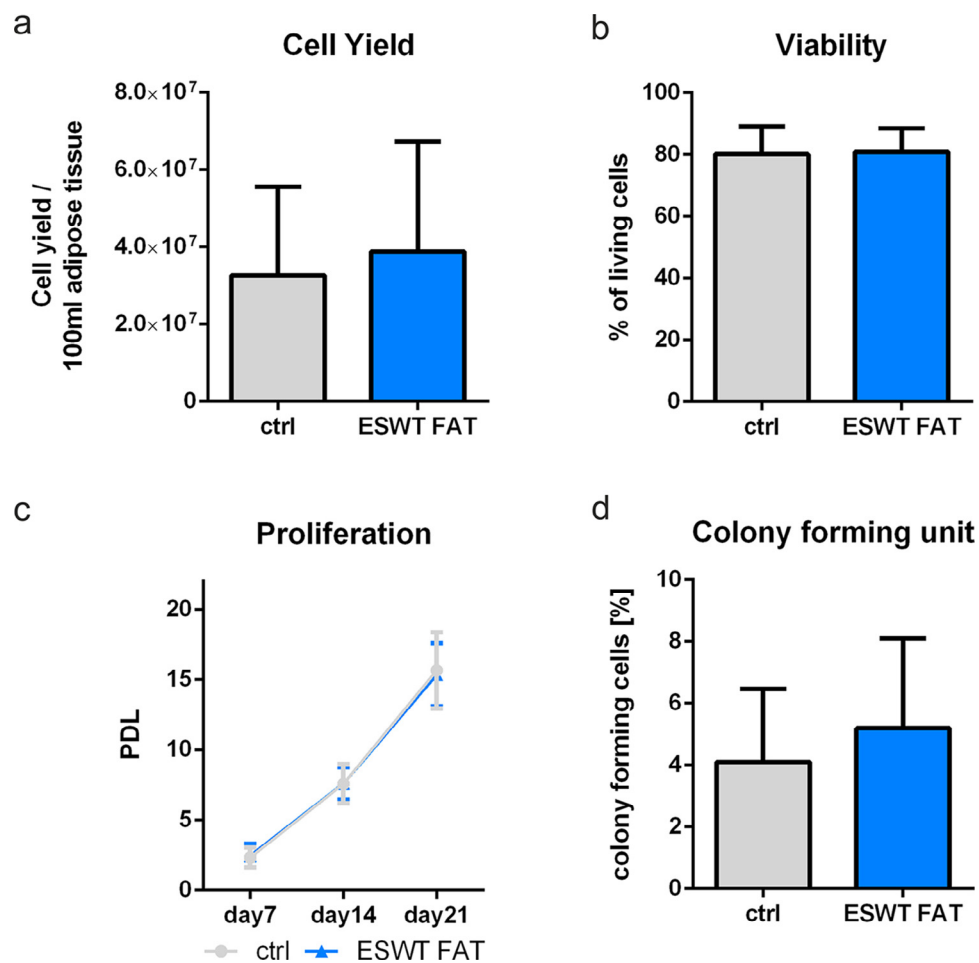 a
Cell Yield
Cell yield /
100ml adipose tissue
8.0×10⁷
6.0×10⁷
4.0×10⁷
2.0×10⁷
0
ctrl
ESWT FAT
b
Viability
% of living cells
100
80
60
40
20
0
ctrl
ESWT FAT
c
Proliferation
PDL
20
15
10
5
0
day7
day14
day21
ctrl
ESWT FAT
d
Colony forming unit
colony forming cells [%]
10
8
6
4
2
0
ctrl
ESWT FAT